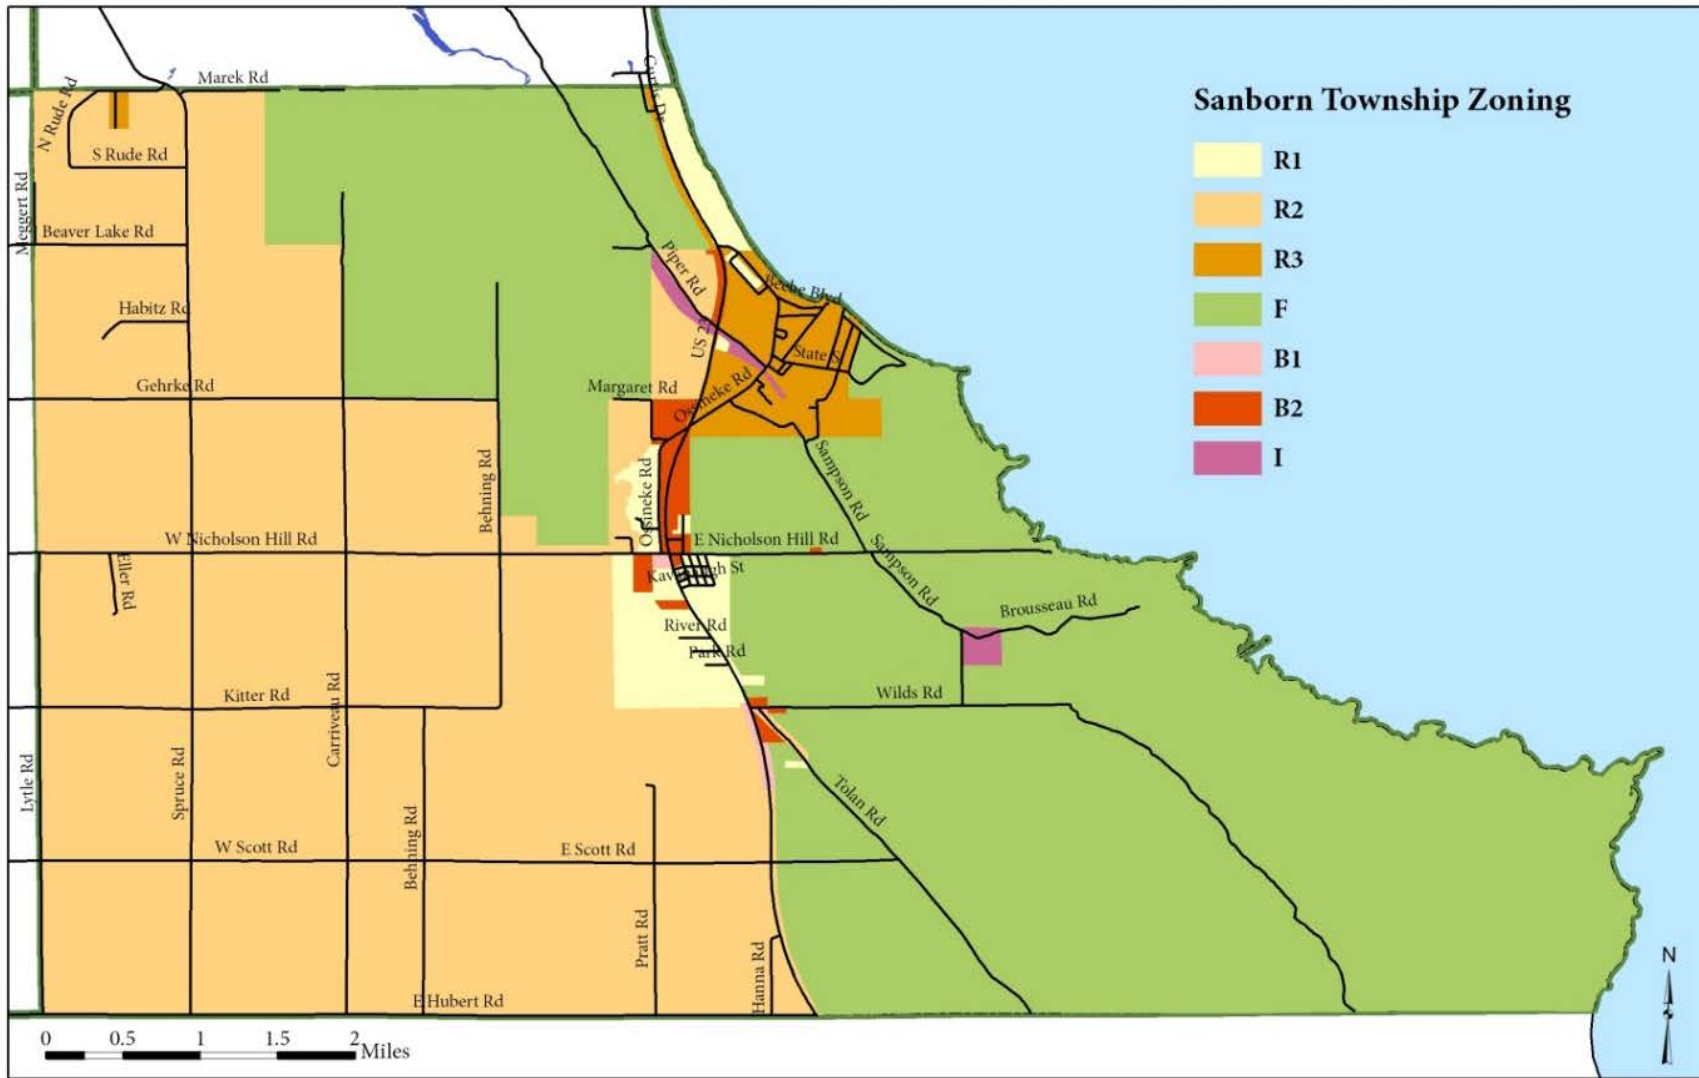 Sanborn Township Zoning
R1
R2
R3
F
B1
B2
I
Marek Rd
Curtis Dr
N Rude Rd
S Rude Rd
Meggert Rd
Beaver Lake Rd
Piper Rd
Beebe Blvd
Habitz Rd
US 23
State S
Gehrke Rd
Margaret Rd
Ossineke Rd
Behning Rd
Ossineke Rd
Sampson Rd
W Nicholson Hill Rd
E Nicholson Hill Rd
Eller Rd
Sampson Rd
Brousseau Rd
River Rd
Park Rd
Kitter Rd
Carriveau Rd
Wilds Rd
Lytle Rd
Spruce Rd
Behning Rd
Tolan Rd
W Scott Rd
E Scott Rd
Pratt Rd
Hanna Rd
E Hubert Rd
N
0 0.5 1 1.5 2
Miles